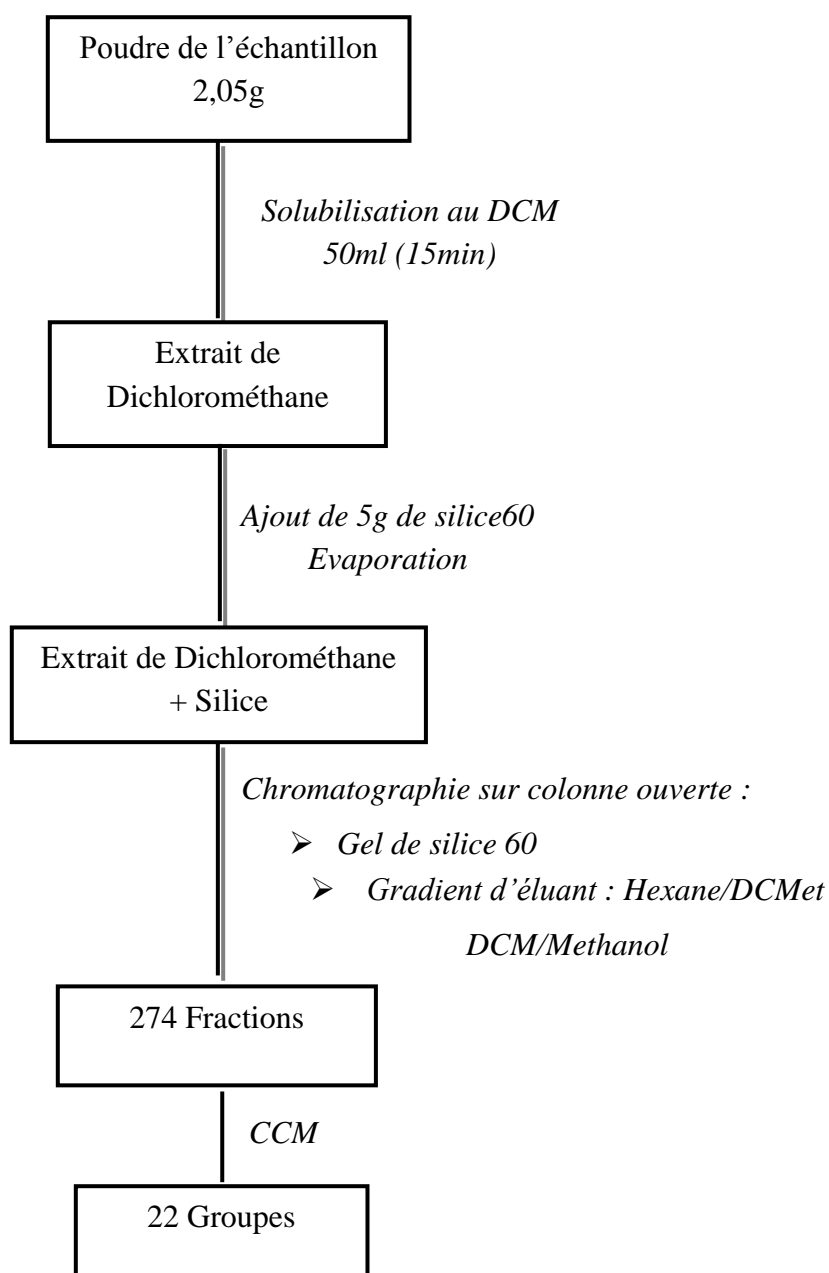 Poudre de l’échantillon
2,05g
Solubilisation au DCM
50ml (15min)
Extrait de
Dichlorométhane
Ajout de 5g de silice60
Evaporation
Extrait de Dichlorométhane
+ Silice
Chromatographie sur colonne ouverte :
➢ Gel de silice 60
➢ Gradient d’éluant : Hexane/DCMet
DCM/Methanol
274 Fractions
CCM
22 Groupes